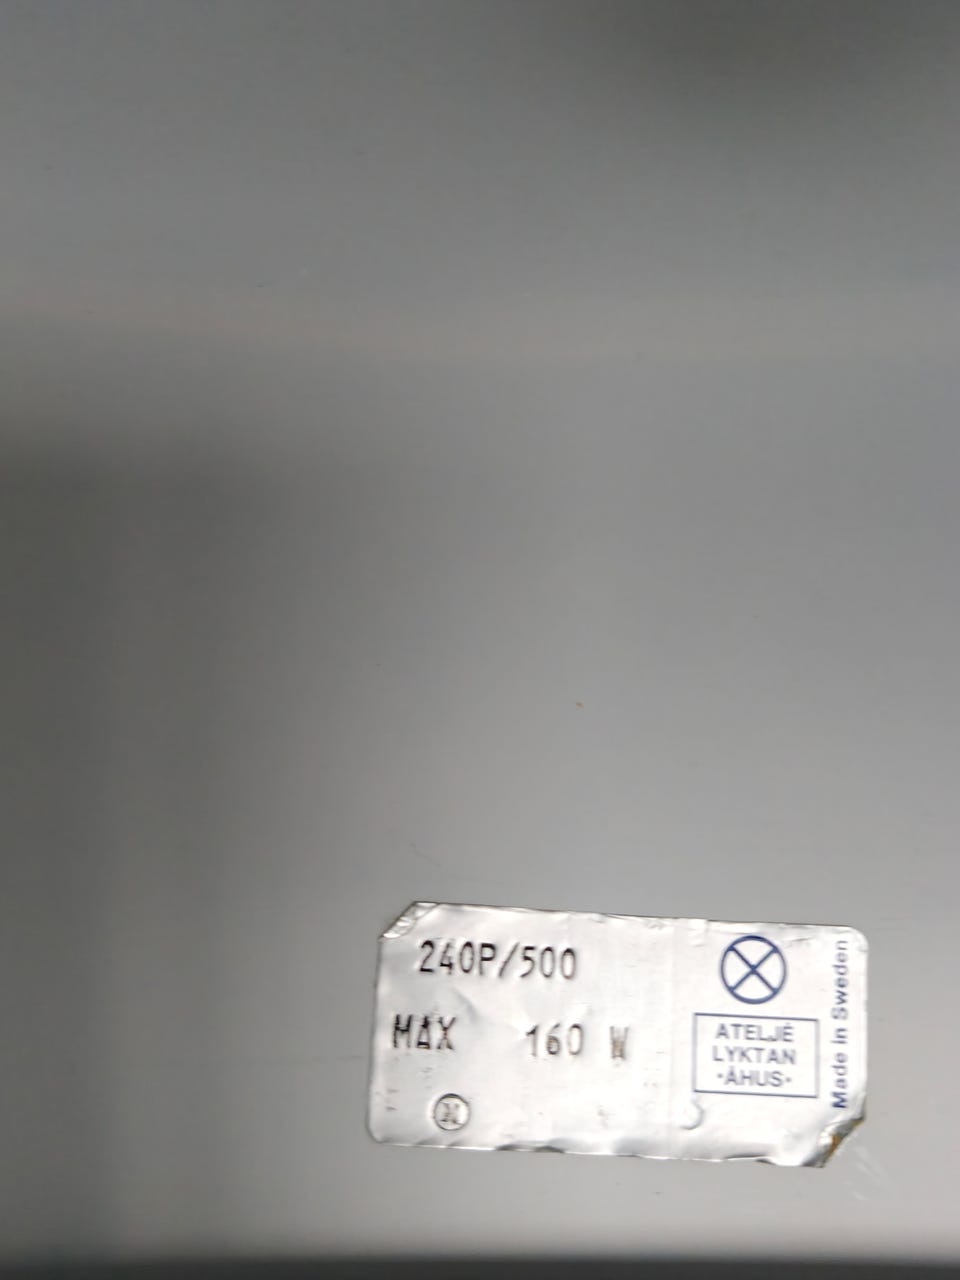 240P/500
MAX 160 W
N
ATELJÉ
LYKTAN
·ÅHUS·
Made in Sweden